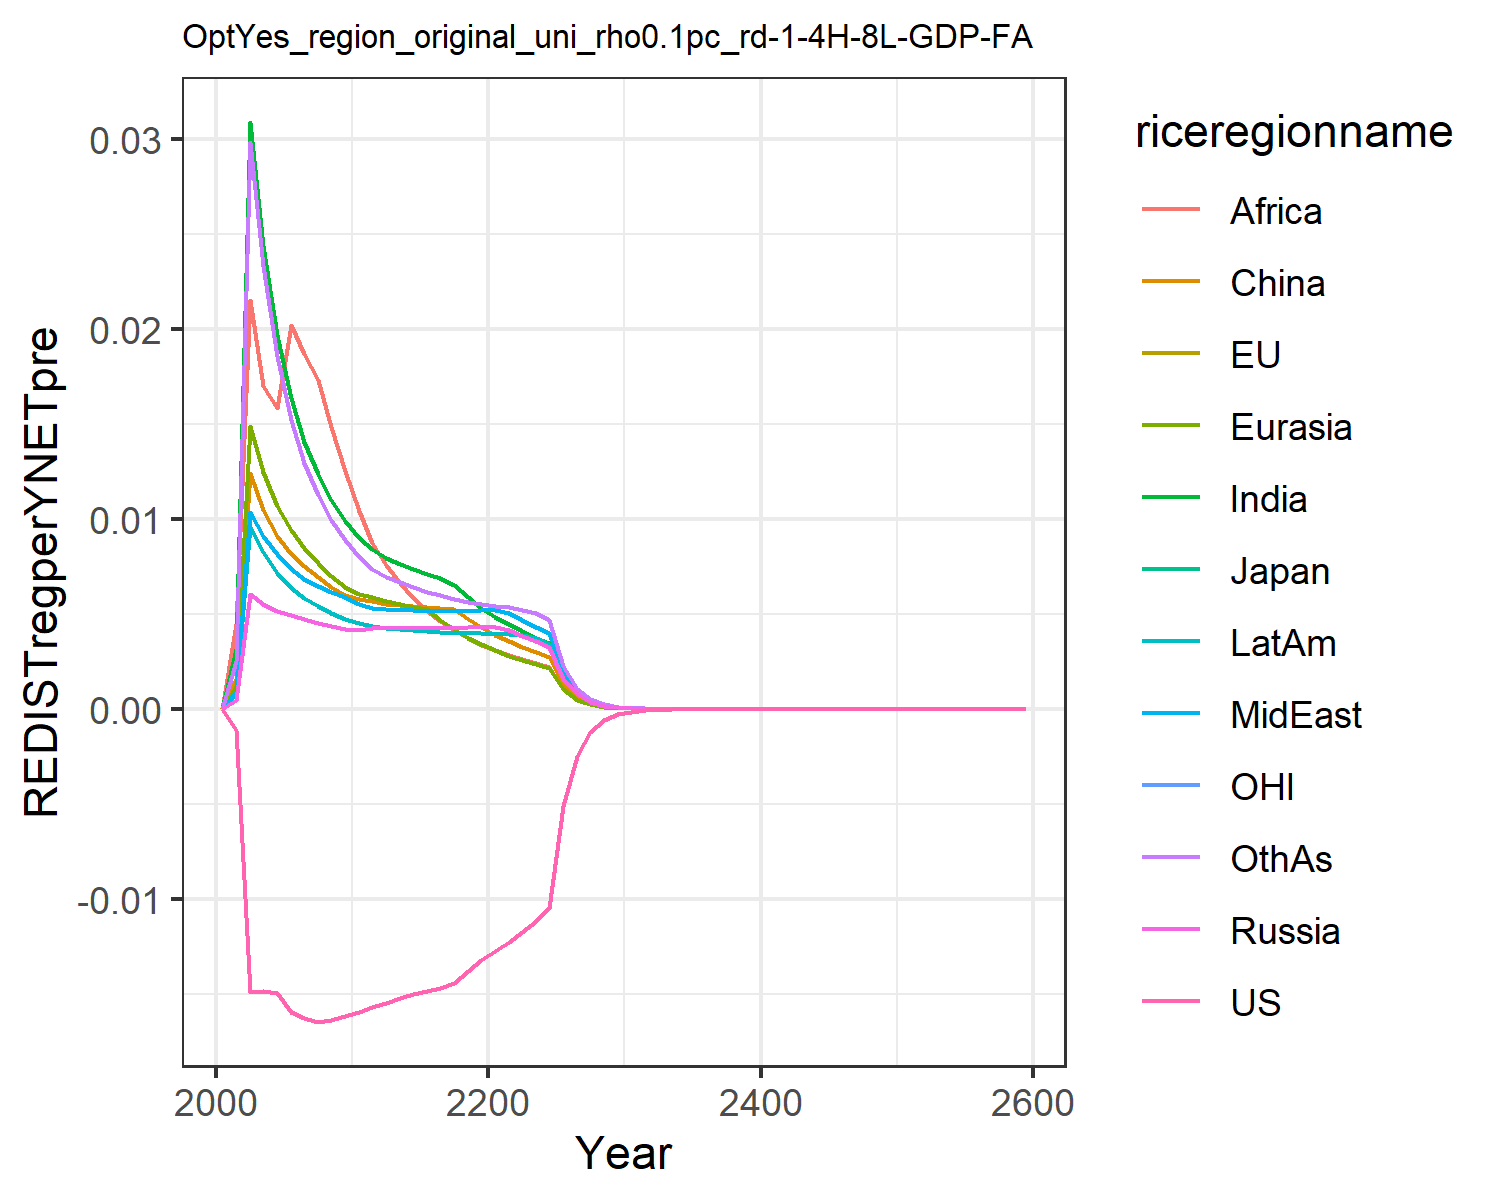 OptYes_region_original_uni_rho0.1pc_rd-1-4H-8L-GDP-FA
REDISTregperYNETpre
0.03
0.02
0.01
0.00
-0.01
2000 2200 2400 2600
Year
riceregionname
Africa
China
EU
Eurasia
India
Japan
LatAm
MidEast
OHI
OthAs
Russia
US